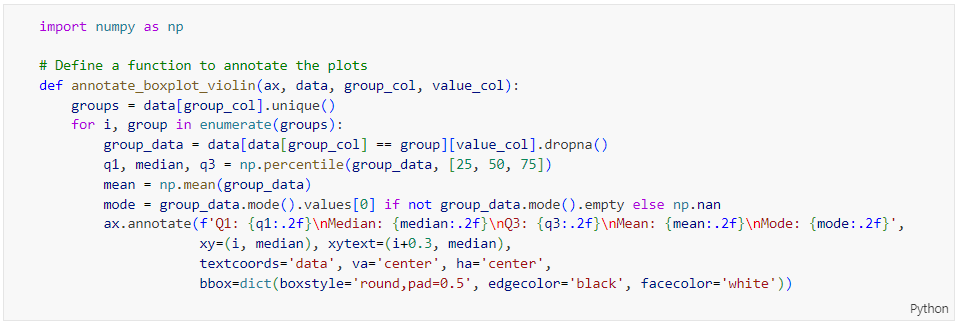 import numpy as np
# Define a function to annotate the plots
def annotate_boxplot_violin(ax, data, group_col, value_col):
    groups = data[group_col].unique()
    for i, group in enumerate(groups):
        group_data = data[data[group_col] == group][value_col].dropna()
        q1, median, q3 = np.percentile(group_data, [25, 50, 75])
        mean = np.mean(group_data)
        mode = group_data.mode().values[0] if not group_data.mode().empty else np.nan
        ax.annotate(f'Q1: {q1:.2f}\nMedian: {median:.2f}\nQ3: {q3:.2f}\nMean: {mean:.2f}\nMode: {mode:.2f}',
                    xy=(i, median), xytext=(i+0.3, median),
                    textcoords='data', va='center', ha='center',
                    bbox=dict(boxstyle='round,pad=0.5', edgecolor='black', facecolor='white'))
Python